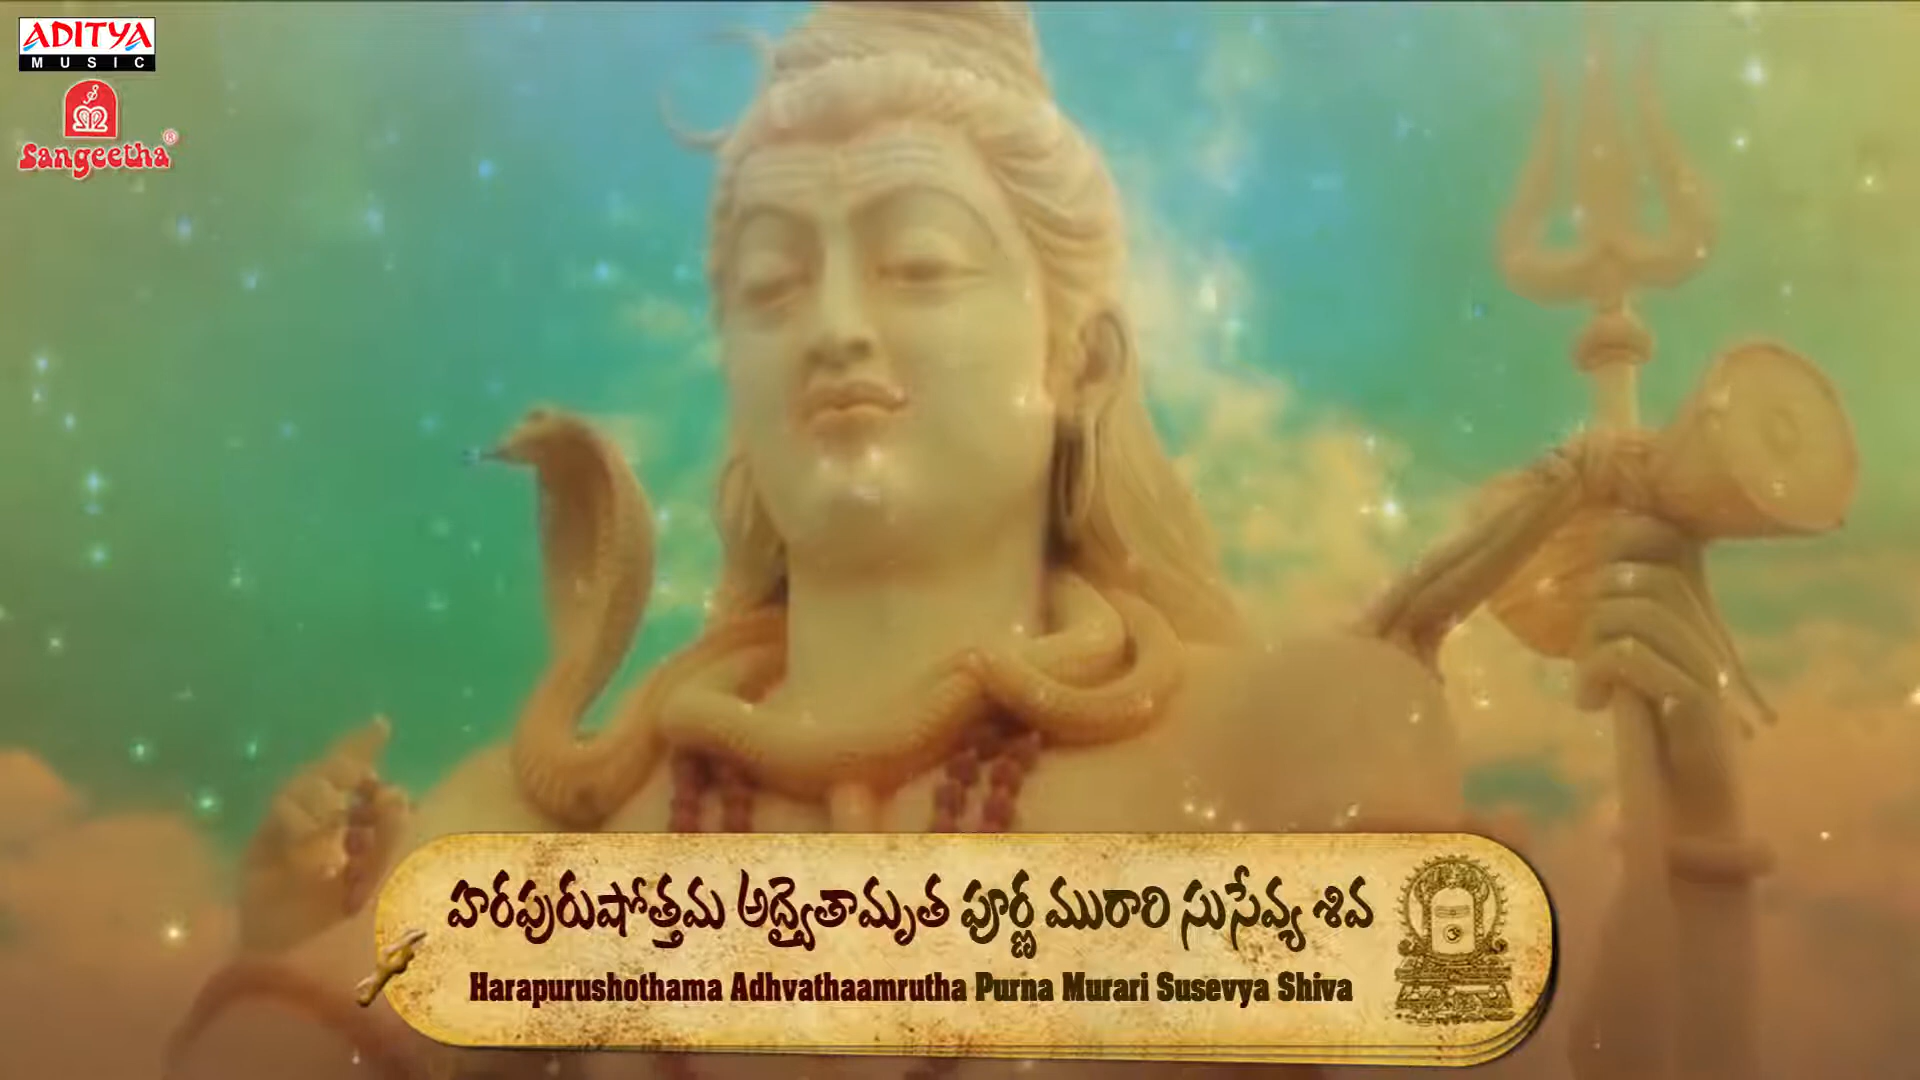 ADITYA
MUSIC
Sangeetha®
హరపురుషోత్తమ అద్వైతామృత పూర్ణ మురారి సుసేవ్య శివ
Harapurushothama Adhvathaamrutha Purna Murari Susevya Shiva